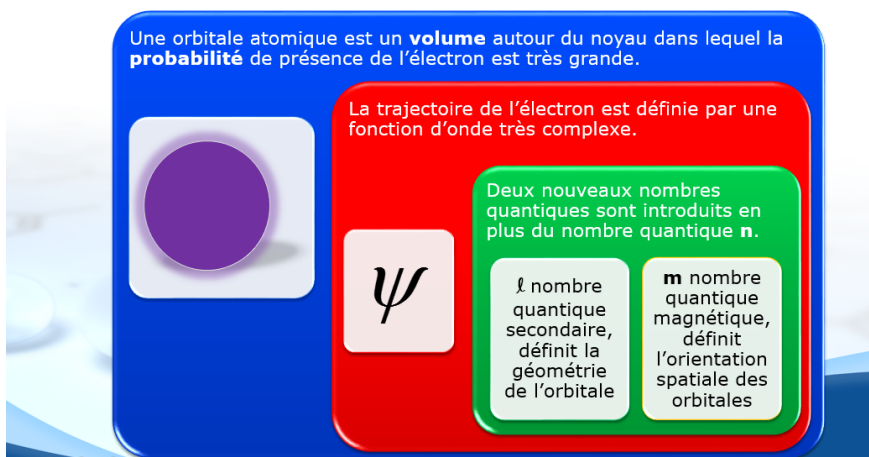 Une orbitale atomique est un volume autour du noyau dans lequel la
probabilité de présence de l’électron est très grande.
La trajectoire de l’électron est définie par une
fonction d’onde très complexe.
ψ
Deux nouveaux nombres
quantiques sont introduits en
plus du nombre quantique n.
ℓ nombre
quantique
secondaire,
définit la
géométrie
de l’orbitale
m nombre
quantique
magnétique,
définit
l’orientation
spatiale des
orbitales